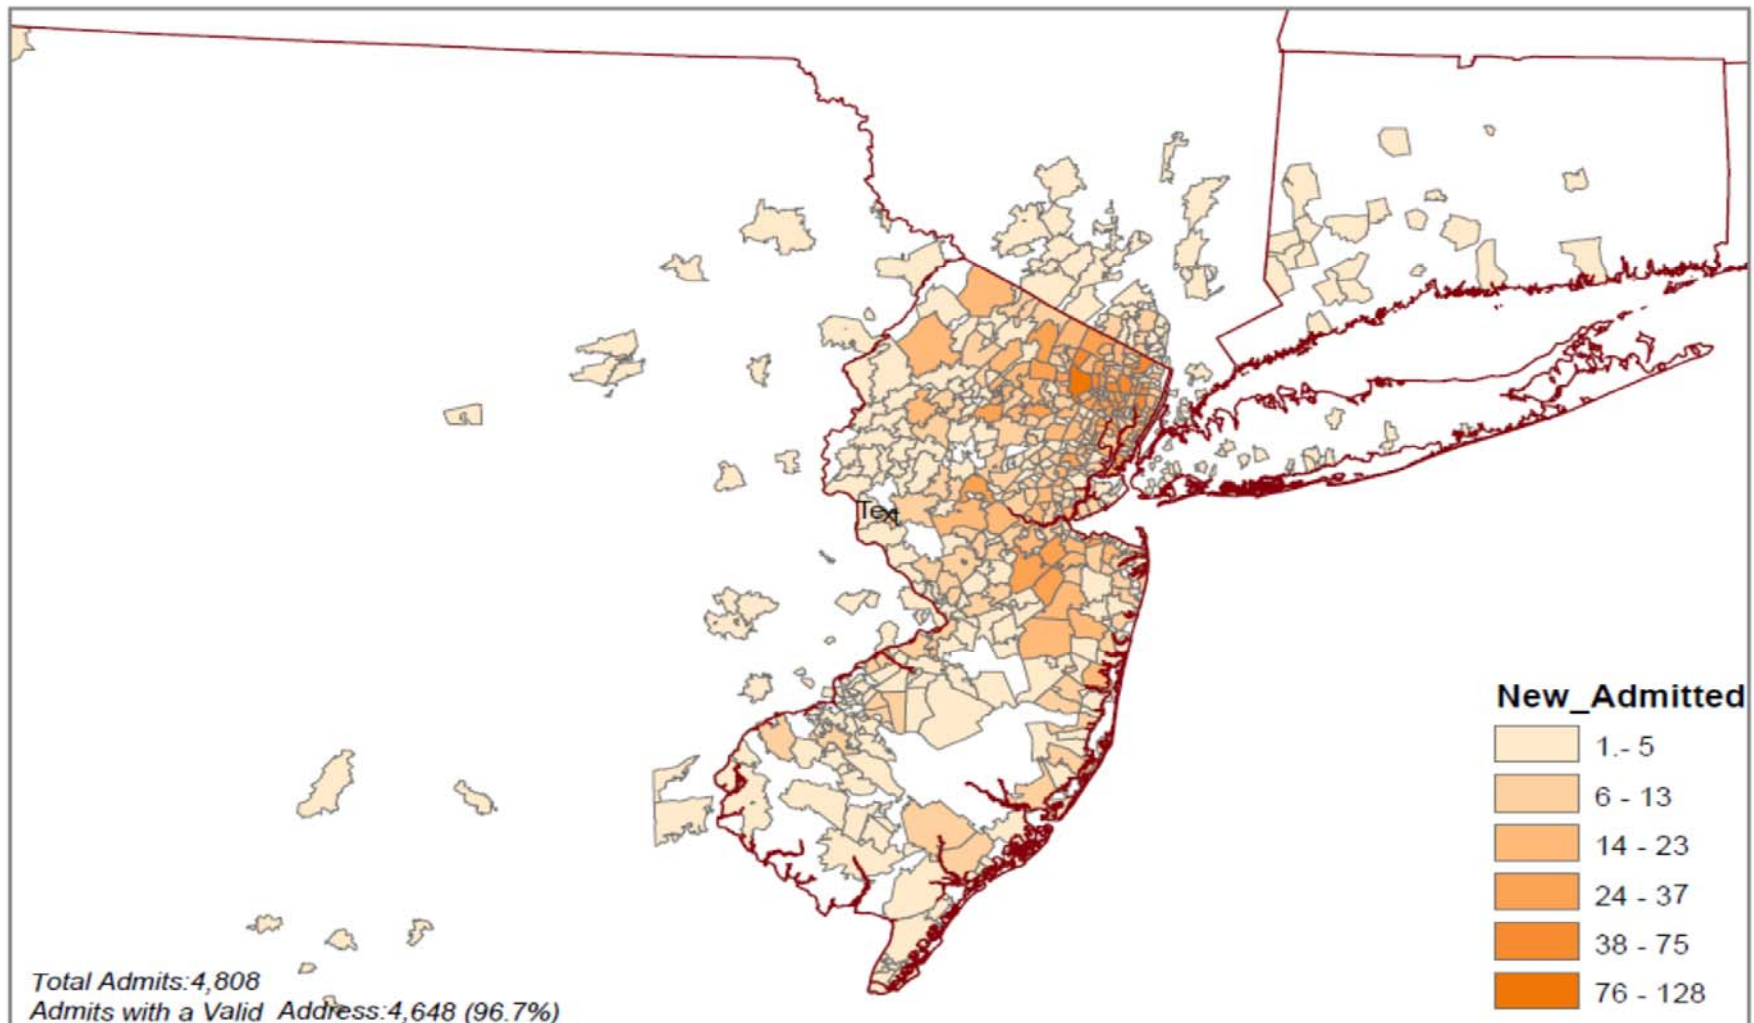 Text
New_Admitted
1.- 5
6 - 13
14 - 23
24 - 37
38 - 75
76 - 128
Total Admits:4,808
Admits with a Valid Address:4,648 (96.7%)